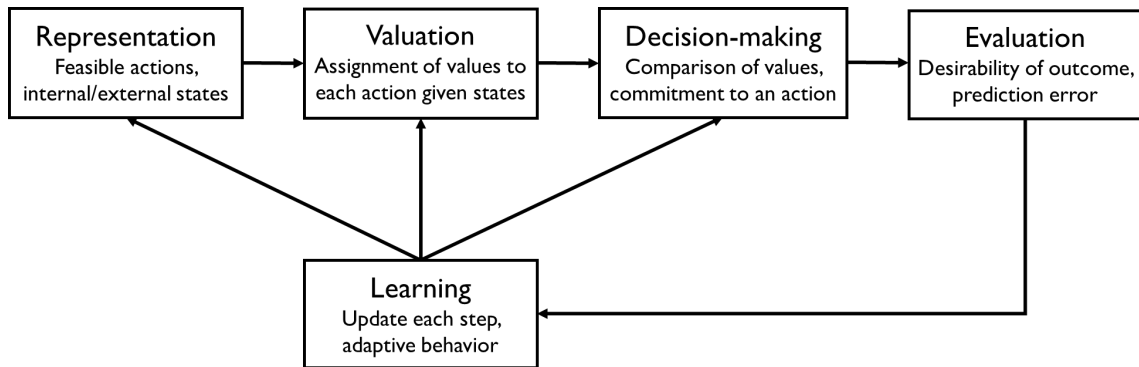 Representation
Feasible actions,
internal/external states
Valuation
Assignment of values to
each action given states
Decision-making
Comparison of values,
commitment to an action
Evaluation
Desirability of outcome,
prediction error
Learning
Update each step,
adaptive behavior